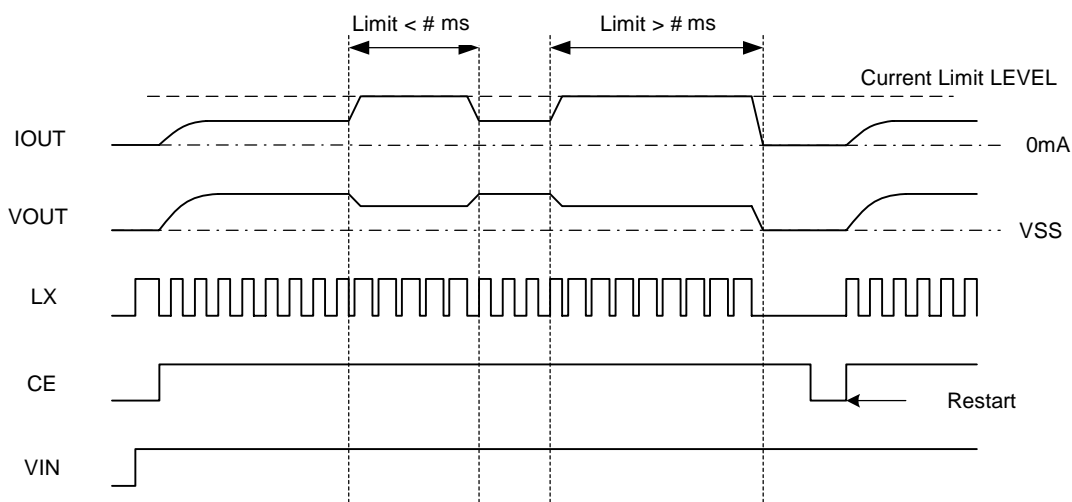 Limit < # ms
Limit > # ms
Current Limit LEVEL
IOUT
0mA
VOUT
VSS
LX
CE
Restart
VIN